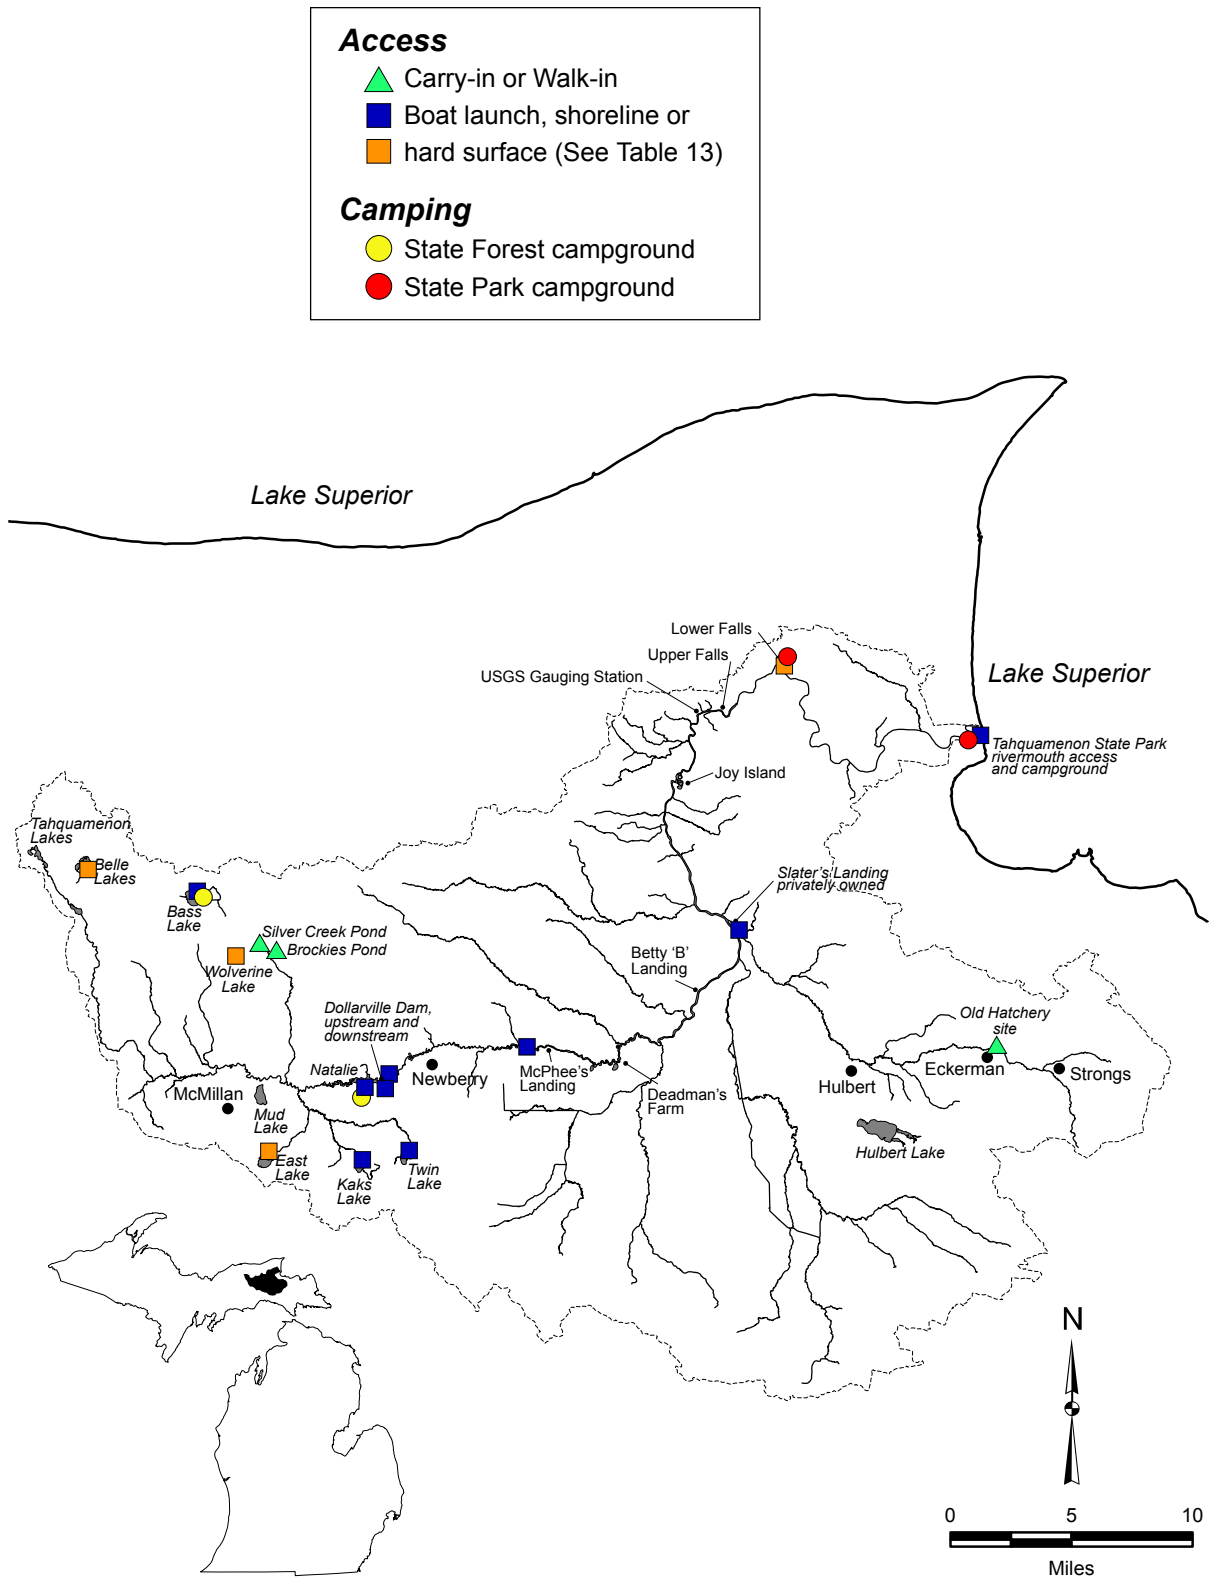 Access
Carry-in or Walk-in
Boat launch, shoreline or
hard surface (See Table 13)
Camping
State Forest campground
State Park campground
Lake Superior
Lower Falls
Upper Falls
USGS Gauging Station
Lake Superior
Tahquamenon State Park
rivermouth access
and campground
Joy Island
Tahquamenon
Lakes
Belle
Lakes
Slater's Landing
privately owned
Bass
Lake
Silver Creek Pond
Brockies Pond
Wolverine
Lake
Betty 'B'
Landing
Dollarville Dam,
upstream and
downstream
Old Hatchery
site
Natalie
Newberry
McPhee's
Landing
Deadman's
Farm
Hulbert
Eckerman
Strongs
McMillan
Mud
Lake
East
Lake
Kaks
Lake
Twin
Lake
Hulbert Lake
N
0 5 10
Miles